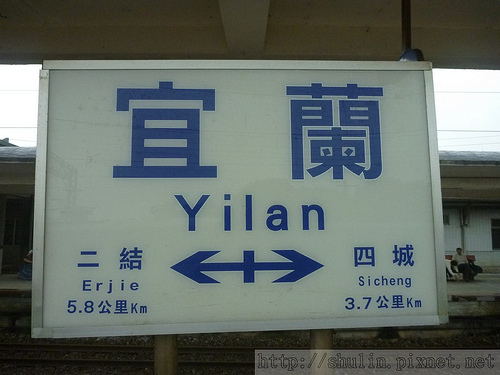 宜蘭
Yilan
二結
Erjie
5.8公里Km
四城
Sicheng
3.7公里Km
http://shulin.pixnet.net